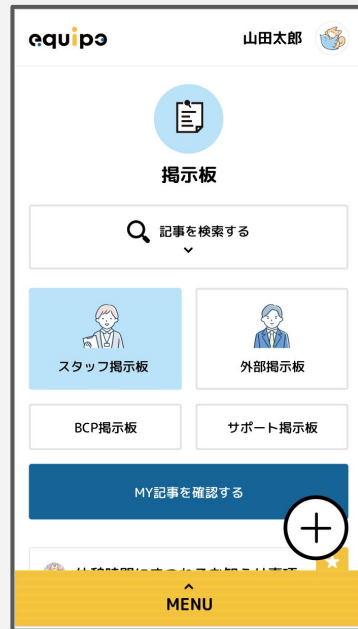 equipe
山田太郎
掲示板
記事を検索する
スタッフ掲示板
外部掲示板
BCP掲示板
サポート掲示板
MY記事を確認する
MENU